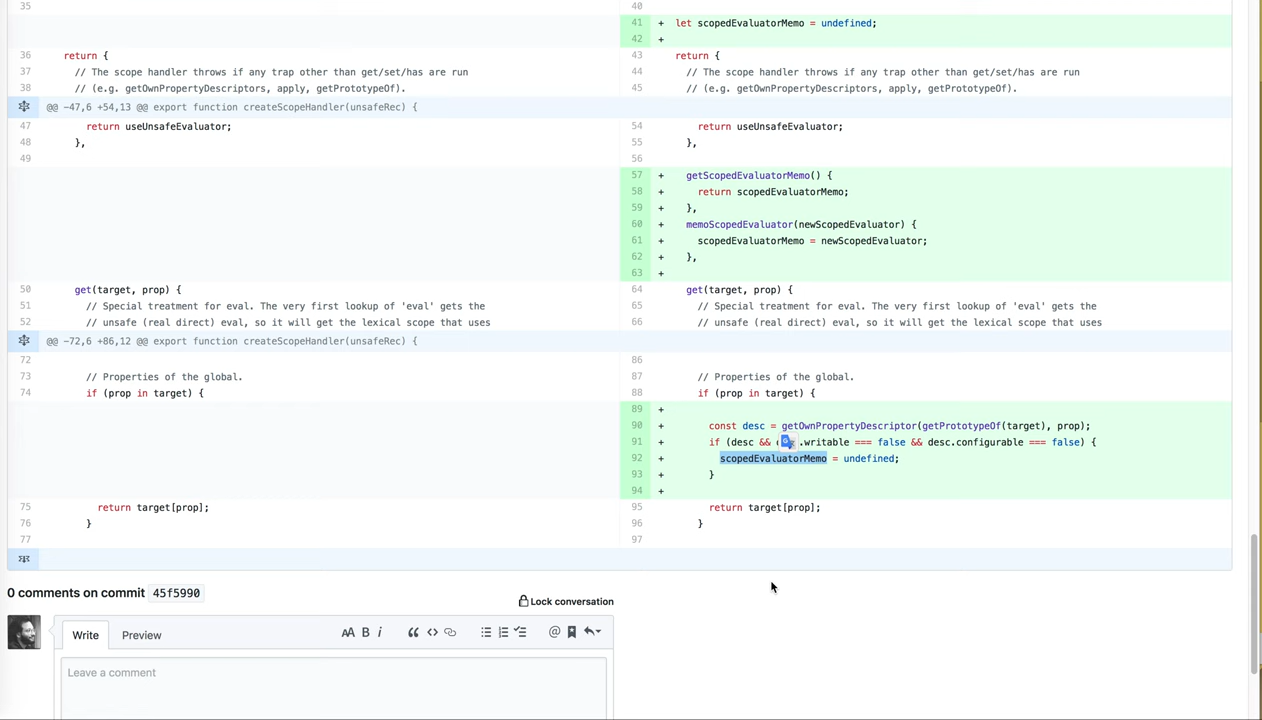 35
36 return {
37 // The scope handler throws if any trap other than get/set/has are run
38 // (e.g. getOwnPropertyDescriptors, apply, getPrototypeOf).
@@ -47,6 +54,13 @@ export function createScopeHandler(unsafeRec) {
47 return useUnsafeEvaluator;
48 },
49
50 get(target, prop) {
51 // Special treatment for eval. The very first lookup of 'eval' gets the
52 // unsafe (real direct) eval, so it will get the lexical scope that uses
@@ -72,6 +86,12 @@ export function createScopeHandler(unsafeRec) {
72
73 // Properties of the global.
74 if (prop in target) {
75 return target[prop];
76 }
77
40
41 + let scopedEvaluatorMemo = undefined;
42 +
43 return {
44 // The scope handler throws if any trap other than get/set/has are run
45 // (e.g. getOwnPropertyDescriptors, apply, getPrototypeOf).
54 return useUnsafeEvaluator;
55 },
56
57 + getScopedEvaluatorMemo() {
58 + return scopedEvaluatorMemo;
59 + },
60 + memoScopedEvaluator(newScopedEvaluator) {
61 + scopedEvaluatorMemo = newScopedEvaluator;
62 + },
63 +
64 get(target, prop) {
65 // Special treatment for eval. The very first lookup of 'eval' gets the
66 // unsafe (real direct) eval, so it will get the lexical scope that uses
86
87 // Properties of the global.
88 if (prop in target) {
89 +
90 + const desc = getOwnPropertyDescriptor(getPrototypeOf(target), prop);
91 + if (desc && .writable === false && desc.configurable === false) {
92 + scopedEvaluatorMemo = undefined;
93 + }
94 +
95 return target[prop];
96 }
97
0 comments on commit 45f5990
Lock conversation
Write Preview
Leave a comment